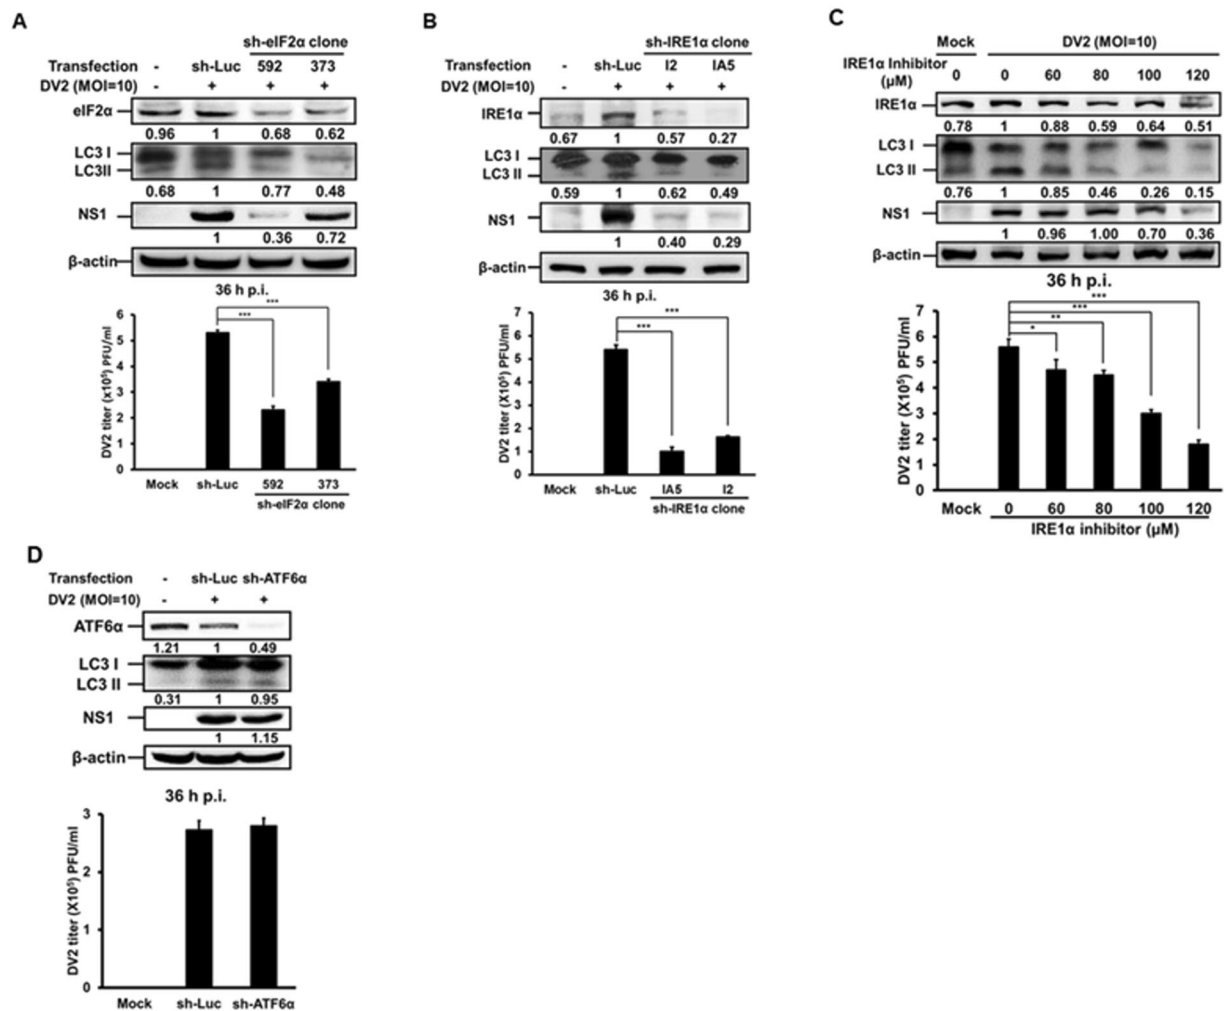 A
sh-eIF2α clone
Transfection - sh-Luc 592 373
DV2 (MOI=10) - + + +
eIF2α
0.96 1 0.68 0.62
LC3 I
LC3II
0.68 1 0.77 0.48
NS1
1 0.36 0.72
β-actin
36 h p.i.
*** ***
DV2 titer (x10⁵) PFU/ml
6
5
4
3
2
1
0
Mock sh-Luc 592 373
sh-eIF2α clone
B
sh-IRE1α clone
Transfection - sh-Luc I2 IA5
DV2 (MOI=10) - + + +
IRE1α
0.67 1 0.57 0.27
LC3 I
LC3 II
0.59 1 0.62 0.49
NS1
1 0.40 0.29
β-actin
36 h p.i.
*** ***
DV2 titer (X10⁵) PFU/ml
7
6
5
4
3
2
1
0
Mock sh-Luc IA5 I2
sh-IRE1α clone
C
Mock DV2 (MOI=10)
IRE1α Inhibitor (μM) 0 0 60 80 100 120
IRE1α
0.78 1 0.88 0.59 0.64 0.51
LC3 I
LC3 II
0.76 1 0.85 0.46 0.26 0.15
NS1
1 0.96 1.00 0.70 0.36
β-actin
36 h p.i.
***
***
**
*
DV2 titer (X10⁵) PFU/ml
7
6
5
4
3
2
1
0
Mock 0 60 80 100 120
IRE1α inhibitor (μM)
D
Transfection - sh-Luc sh-ATF6α
DV2 (MOI=10) - + +
ATF6α
1.21 1 0.49
LC3 I
LC3 II
0.31 1 0.95
NS1
1 1.15
β-actin
36 h p.i.
DV2 titer (X10⁵) PFU/ml
3
2
1
0
Mock sh-Luc sh-ATF6α